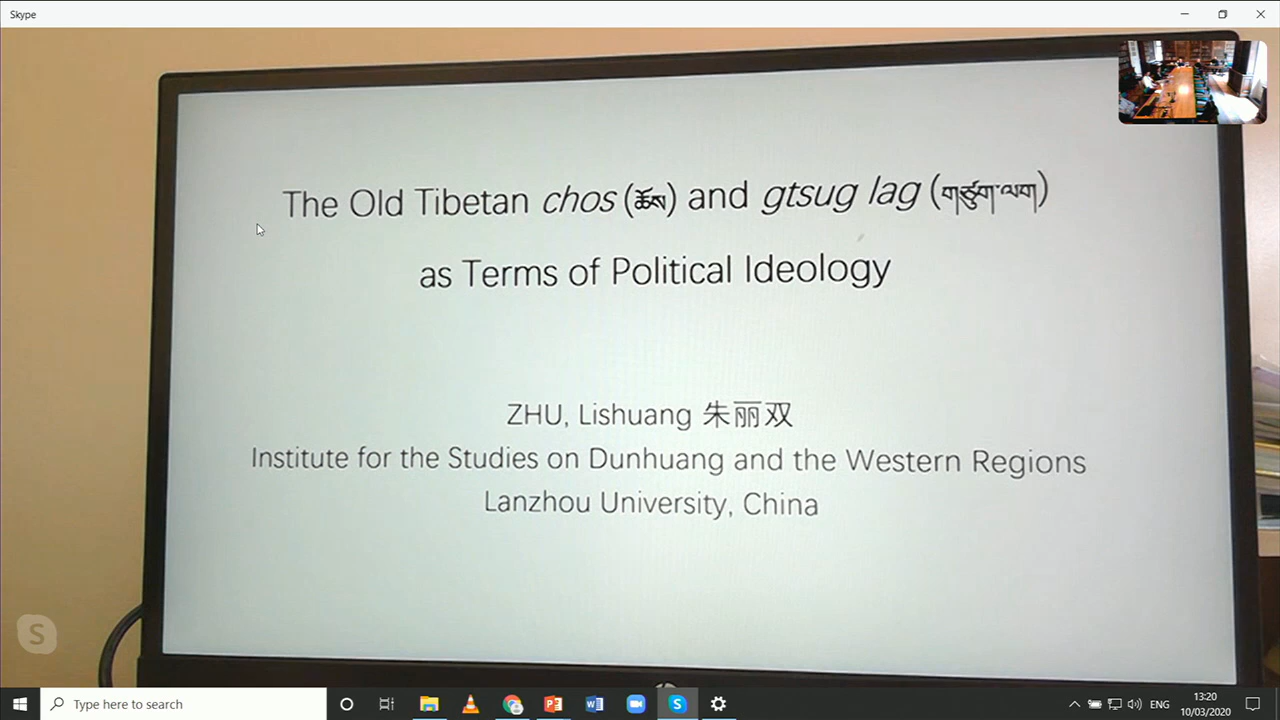 Skype
The Old Tibetan chos (ཆོས) and gtsug lag (གཙུག་ལག)
as Terms of Political Ideology
ZHU, Lishuang 朱丽双
Institute for the Studies on Dunhuang and the Western Regions
Lanzhou University, China
S
Type here to search
ENG
13:20
10/03/2020